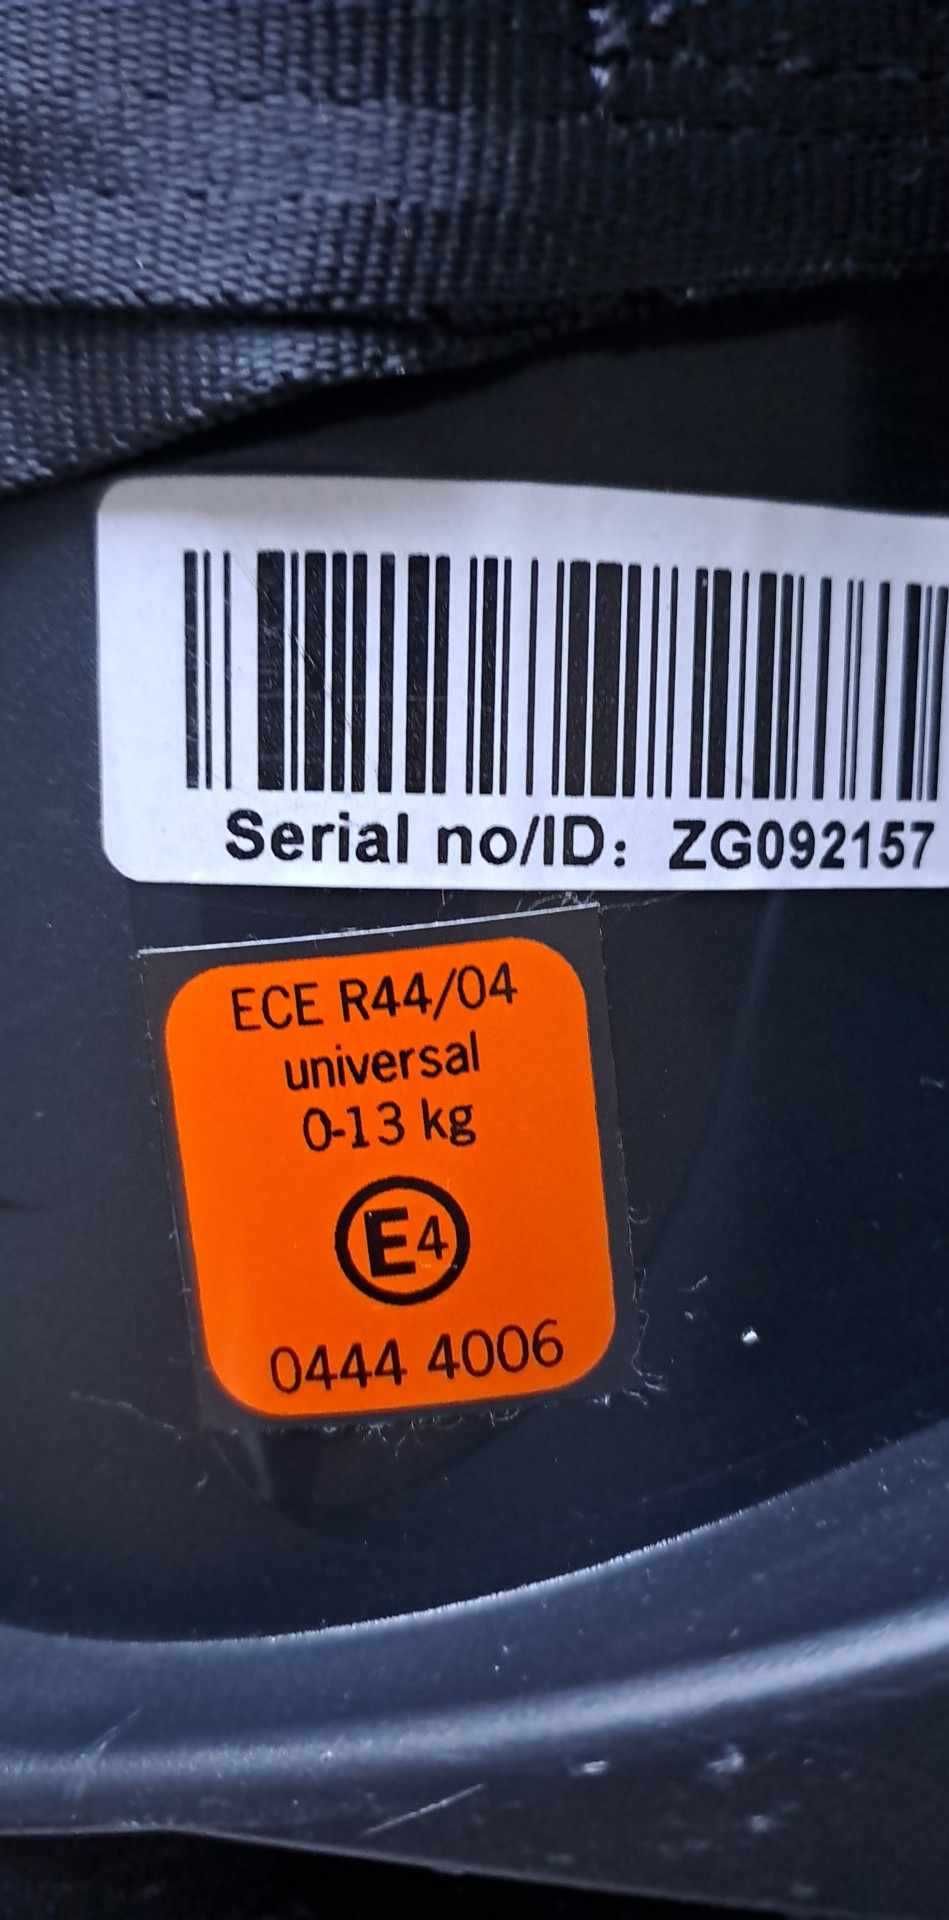 Serial no/ID: ZG092157
ECE R44/04
universal
0-13 kg
E4
0444 4006